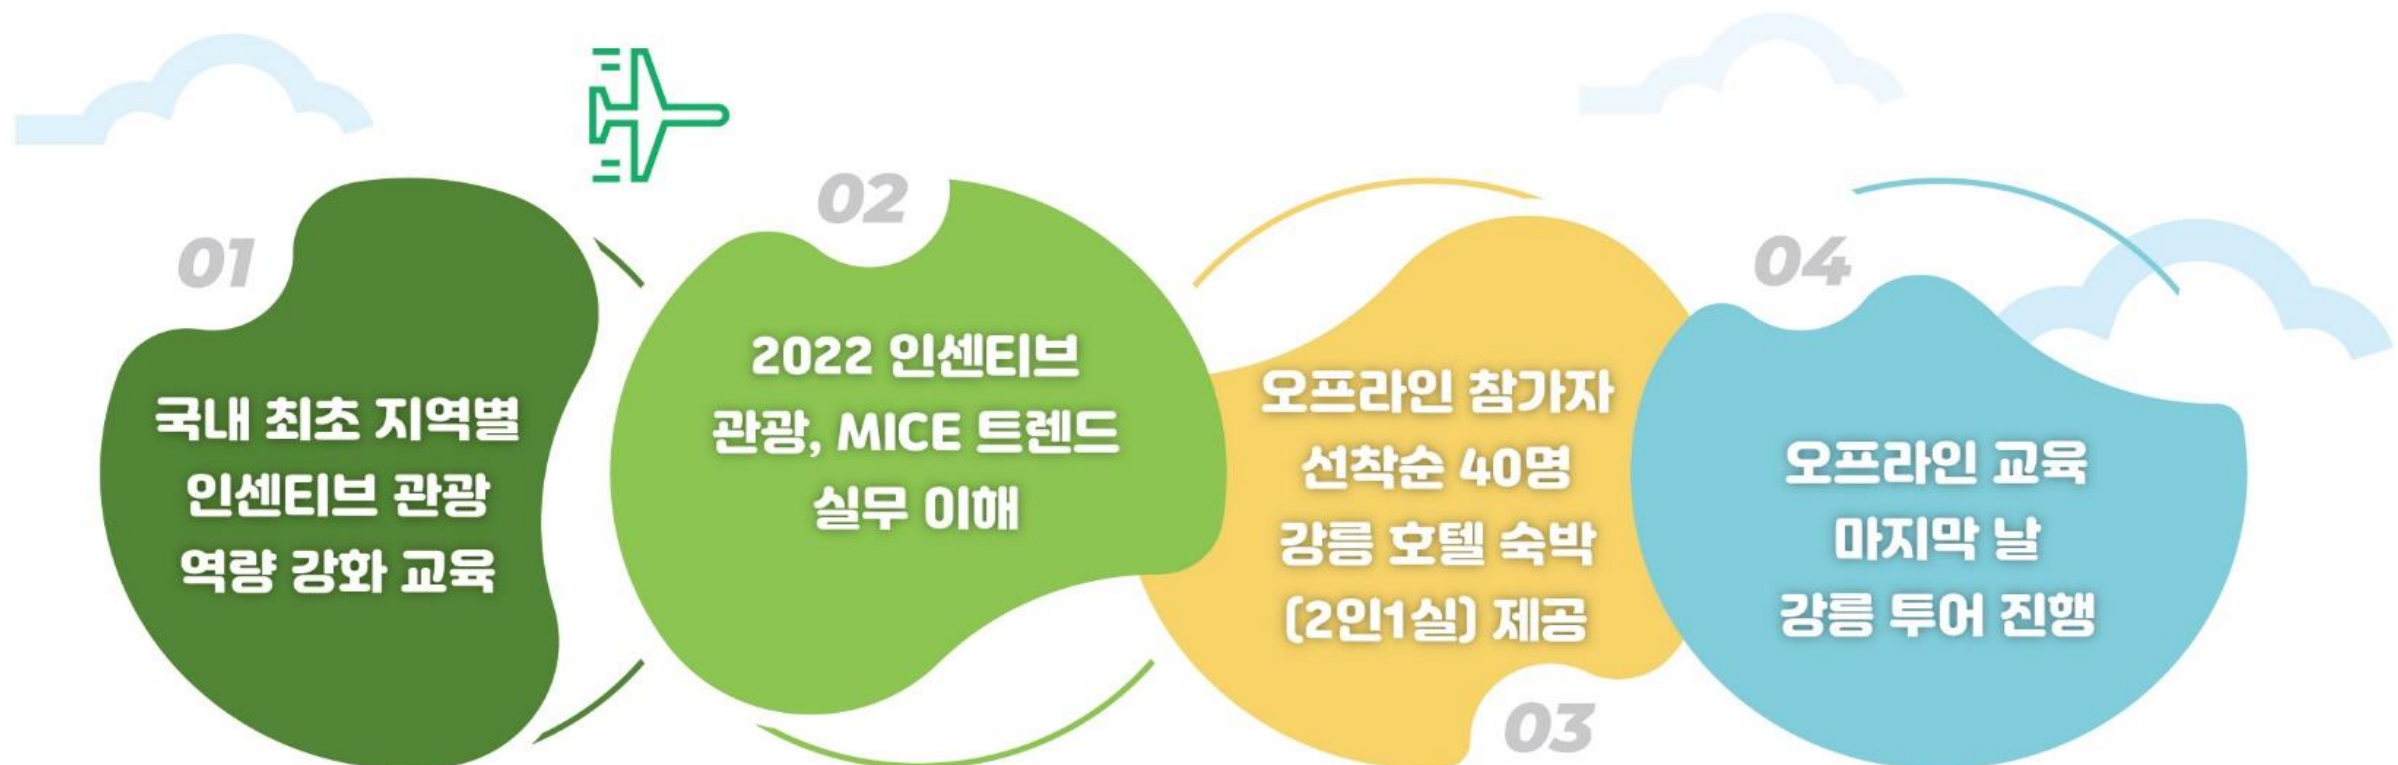 01
국내 최초 지역별
인센티브 관광
역량 강화 교육
02
2022 인센티브
관광, MICE 트렌드
실무 이해
오프라인 참가자
선착순 40명
강릉 호텔 숙박
(2인1실) 제공
03
04
오프라인 교육
마지막 날
강릉 투어 진행